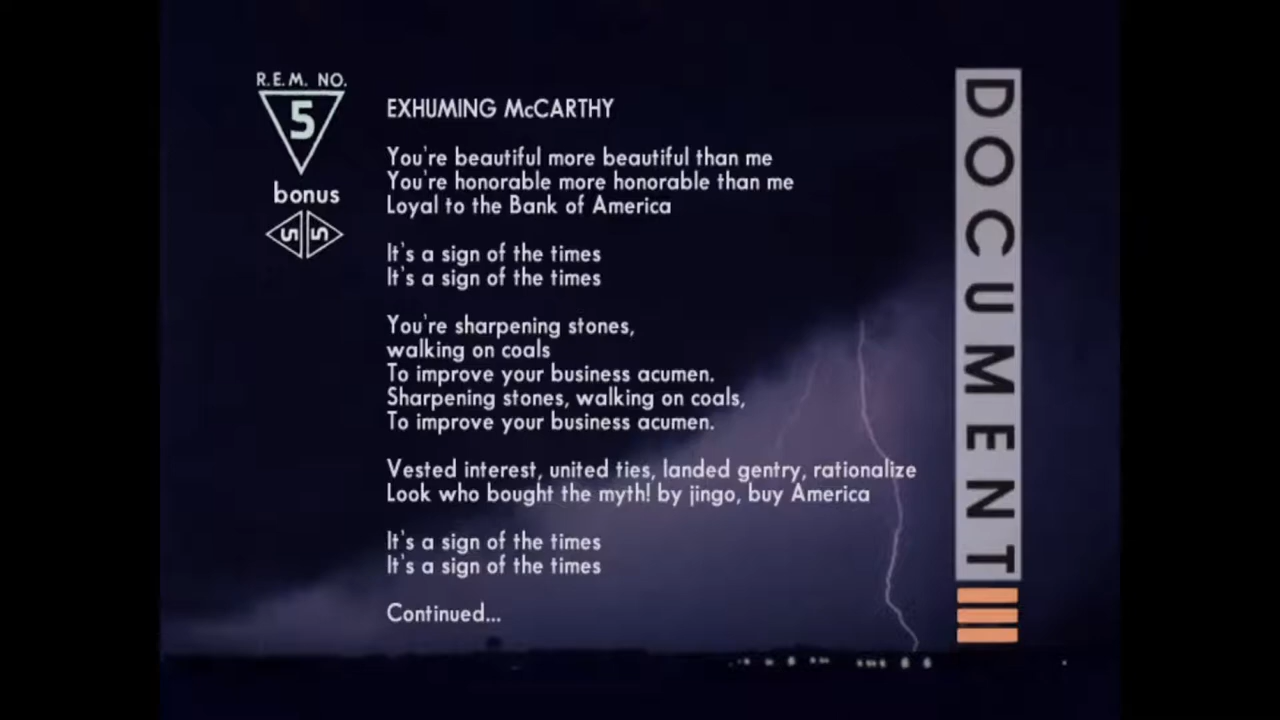 R.E.M. NO.
5
bonus
5 5
EXHUMING McCARTHY
You're beautiful more beautiful than me
You're honorable more honorable than me
Loyal to the Bank of America
It's a sign of the times
It's a sign of the times
You're sharpening stones,
walking on coals
To improve your business acumen.
Sharpening stones, walking on coals,
To improve your business acumen.
Vested interest, united ties, landed gentry, rationalize
Look who bought the myth! by jingo, buy America
It's a sign of the times
It's a sign of the times
Continued...
DOCUMENT